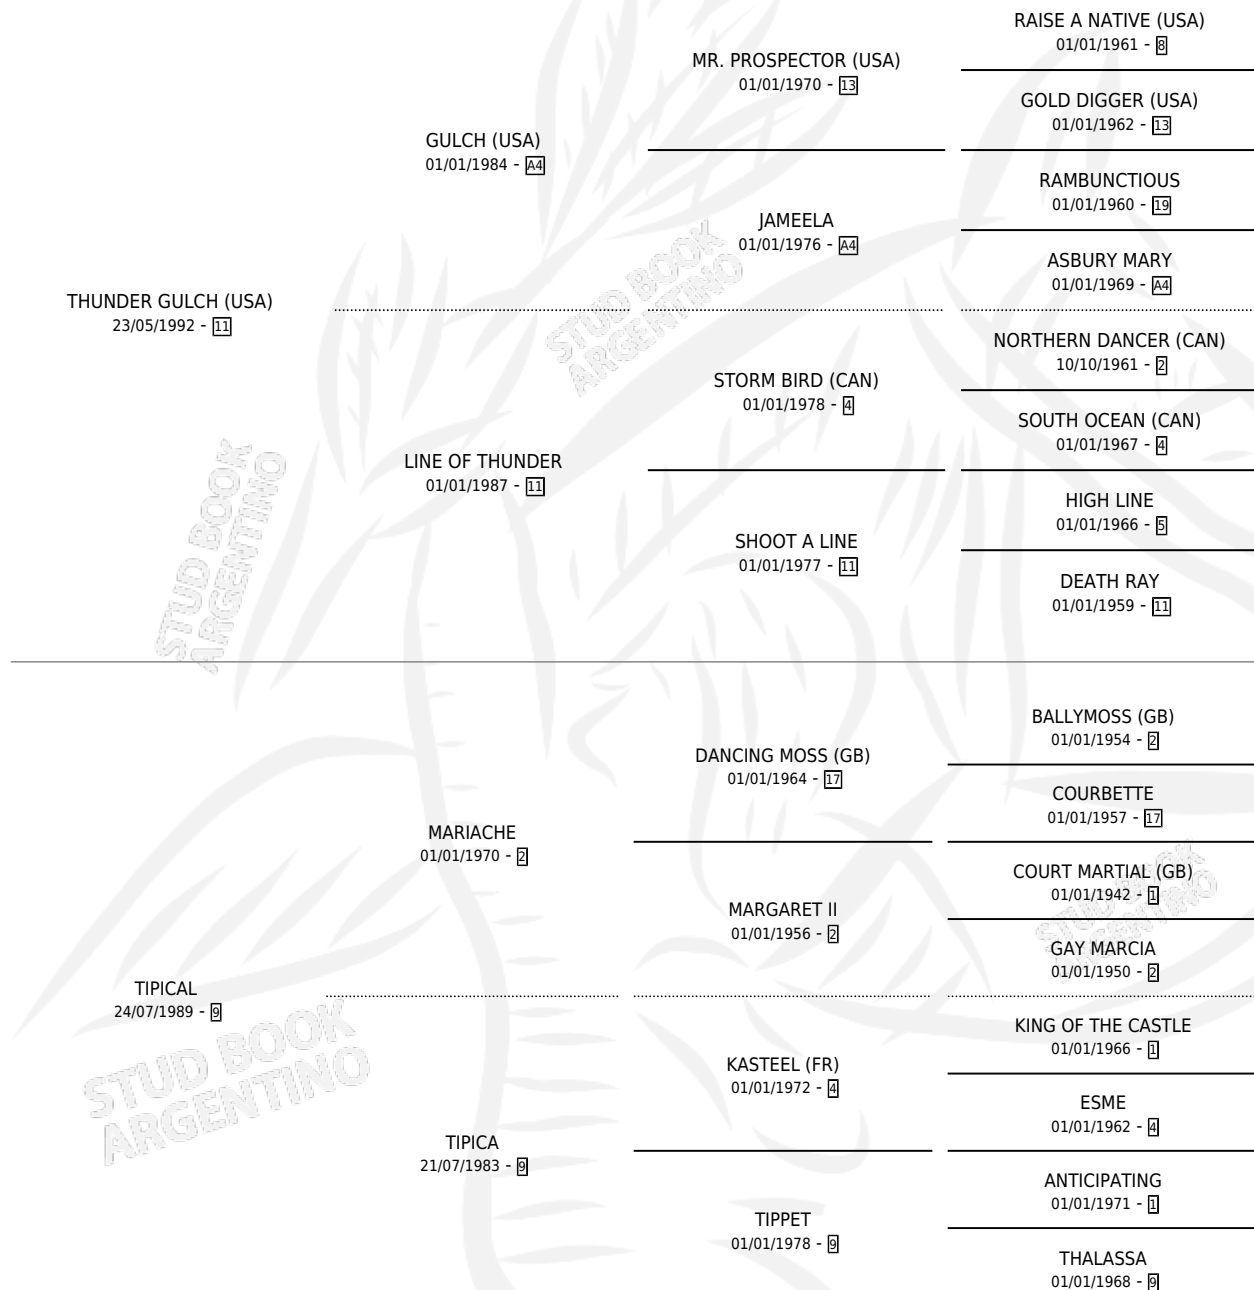 RAISE A NATIVE (USA)
01/01/1961 - 8
MR. PROSPECTOR (USA)
01/01/1970 - 13
GOLD DIGGER (USA)
01/01/1962 - 13
GULCH (USA)
01/01/1984 - A4
RAMBUNCTIOUS
01/01/1960 - 19
JAMEELA
01/01/1976 - A4
ASBURY MARY
01/01/1969 - A4
THUNDER GULCH (USA)
23/05/1992 - 11
NORTHERN DANCER (CAN)
10/10/1961 - 2
STORM BIRD (CAN)
01/01/1978 - 4
SOUTH OCEAN (CAN)
01/01/1967 - 4
LINE OF THUNDER
01/01/1987 - 11
HIGH LINE
01/01/1966 - 5
SHOOT A LINE
01/01/1977 - 11
DEATH RAY
01/01/1959 - 11
BALLYMOSS (GB)
01/01/1954 - 2
DANCING MOSS (GB)
01/01/1964 - 17
COURBETTE
01/01/1957 - 17
MARIACHE
01/01/1970 - 2
COURT MARTIAL (GB)
01/01/1942 - 1
MARGARET II
01/01/1956 - 2
GAY MARCIA
01/01/1950 - 2
TIPICAL
24/07/1989 - 9
KING OF THE CASTLE
01/01/1966 - 1
KASTEEL (FR)
01/01/1972 - 4
ESME
01/01/1962 - 4
TIPICA
21/07/1983 - 9
ANTICIPATING
01/01/1971 - 1
TIPPET
01/01/1978 - 9
THALASSA
01/01/1968 - 9
STUD BOOK
ARGENTINO
STUD BOOK
ARGENTINO
STUD BOOK
ARGENTINO
STUD BOOK
ARGENTINO